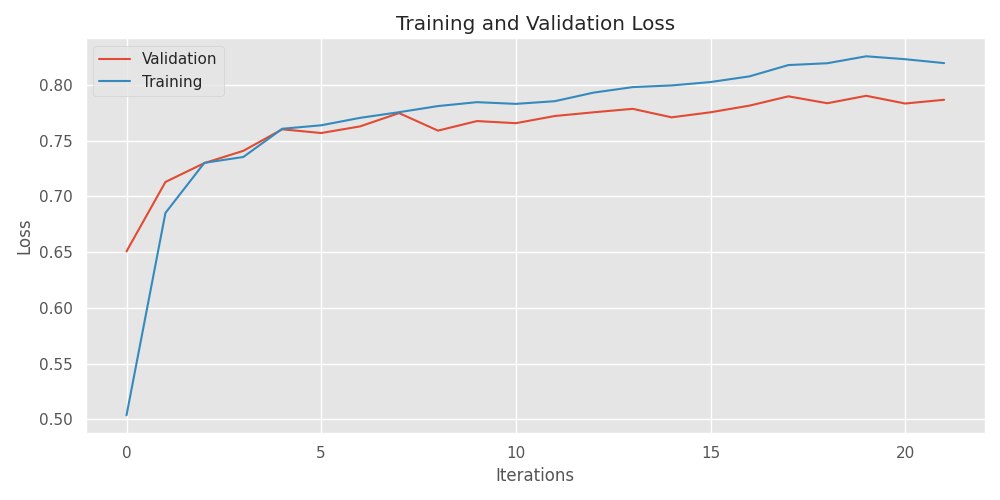 Training and Validation Loss
Validation
Training
0.80
0.75
0.70
0.65
0.60
0.55
0.50
Loss
0 5 10 15 20
Iterations